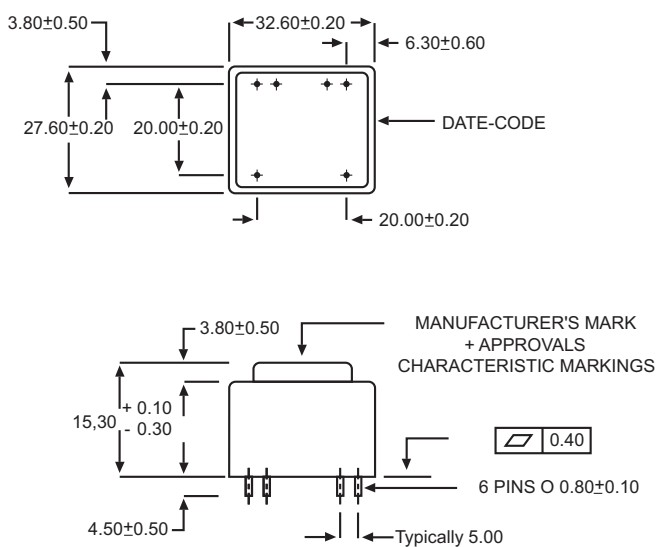 3.80±0.50
32.60±0.20
6.30±0.60
27.60±0.20
20.00±0.20
DATE-CODE
20.00±0.20
3.80±0.50
MANUFACTURER'S MARK
+ APPROVALS
CHARACTERISTIC MARKINGS
15,30 + 0.10
- 0.30
0.40
6 PINS O 0.80±0.10
4.50±0.50
Typically 5.00